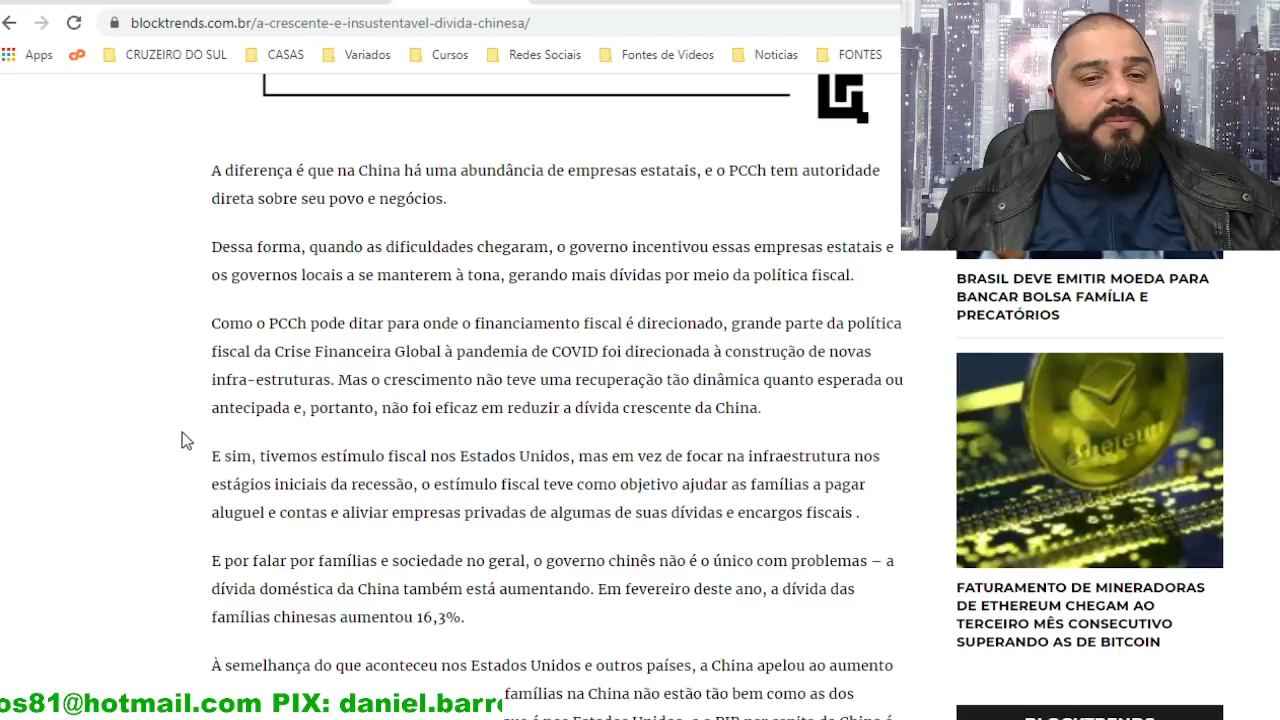 blocktrends.com.br/a-crescente-e-insustentavel-divida-chinesa/
Apps CRUZEIRO DO SUL CASAS Variados Cursos Redes Sociais Fontes de Vídeos Noticias FONTES
A diferença é que na China há uma abundância de empresas estatais, e o PCCh tem autoridade
direta sobre seu povo e negócios.
Dessa forma, quando as dificuldades chegaram, o governo incentivou essas empresas estatais e
os governos locais a se manterem à tona, gerando mais dívidas por meio da política fiscal.
Como o PCCh pode ditar para onde o financiamento fiscal é direcionado, grande parte da política
fiscal da Crise Financeira Global à pandemia de COVID foi direcionada à construção de novas
infra-estruturas. Mas o crescimento não teve uma recuperação tão dinâmica quanto esperada ou
antecipada e, portanto, não foi eficaz em reduzir a dívida crescente da China.
E sim, tivemos estímulo fiscal nos Estados Unidos, mas em vez de focar na infraestrutura nos
estágios iniciais da recessão, o estímulo fiscal teve como objetivo ajudar as famílias a pagar
aluguel e contas e aliviar empresas privadas de algumas de suas dívidas e encargos fiscais .
E por falar por famílias e sociedade no geral, o governo chinês não é o único com problemas – a
dívida doméstica da China também está aumentando. Em fevereiro deste ano, a dívida das
famílias chinesas aumentou 16,3%.
À semelhança do que aconteceu nos Estados Unidos e outros países, a China apelou ao aumento
famílias na China não estão tão bem como as dos
BRASIL DEVE EMITIR MOEDA PARA
BANCAR BOLSA FAMÍLIA E
PRECATÓRIOS
ethereum
FATURAMENTO DE MINERADORAS
DE ETHEREUM CHEGAM AO
TERCEIRO MÊS CONSECUTIVO
SUPERANDO AS DE BITCOIN
os81@hotmail.com PIX: daniel.barr